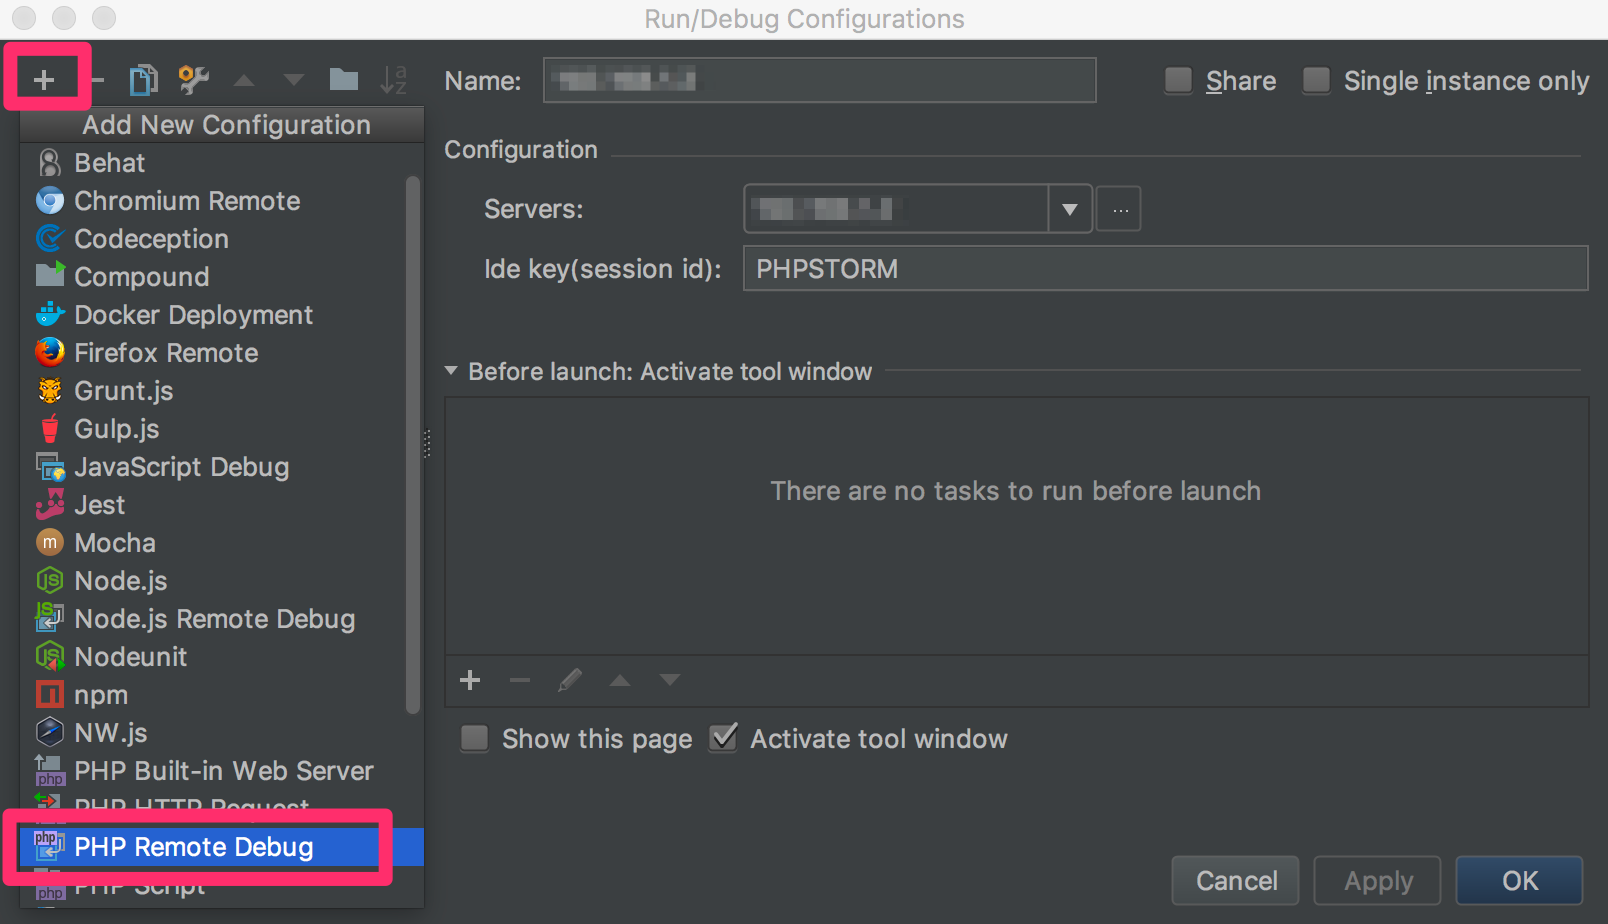 Run/Debug Configurations
Name:
Share
Single instance only
Add New Configuration
Behat
Chromium Remote
Codeception
Compound
Docker Deployment
Firefox Remote
Grunt.js
Gulp.js
JavaScript Debug
Jest
Mocha
Node.js
Node.js Remote Debug
Nodeunit
npm
NW.js
PHP Built-in Web Server
PHP HTTP Request
PHP Remote Debug
PHP Script
Configuration
Servers:
...
Ide key(session id):
PHPSTORM
Before launch: Activate tool window
There are no tasks to run before launch
Show this page
Activate tool window
Cancel
Apply
OK